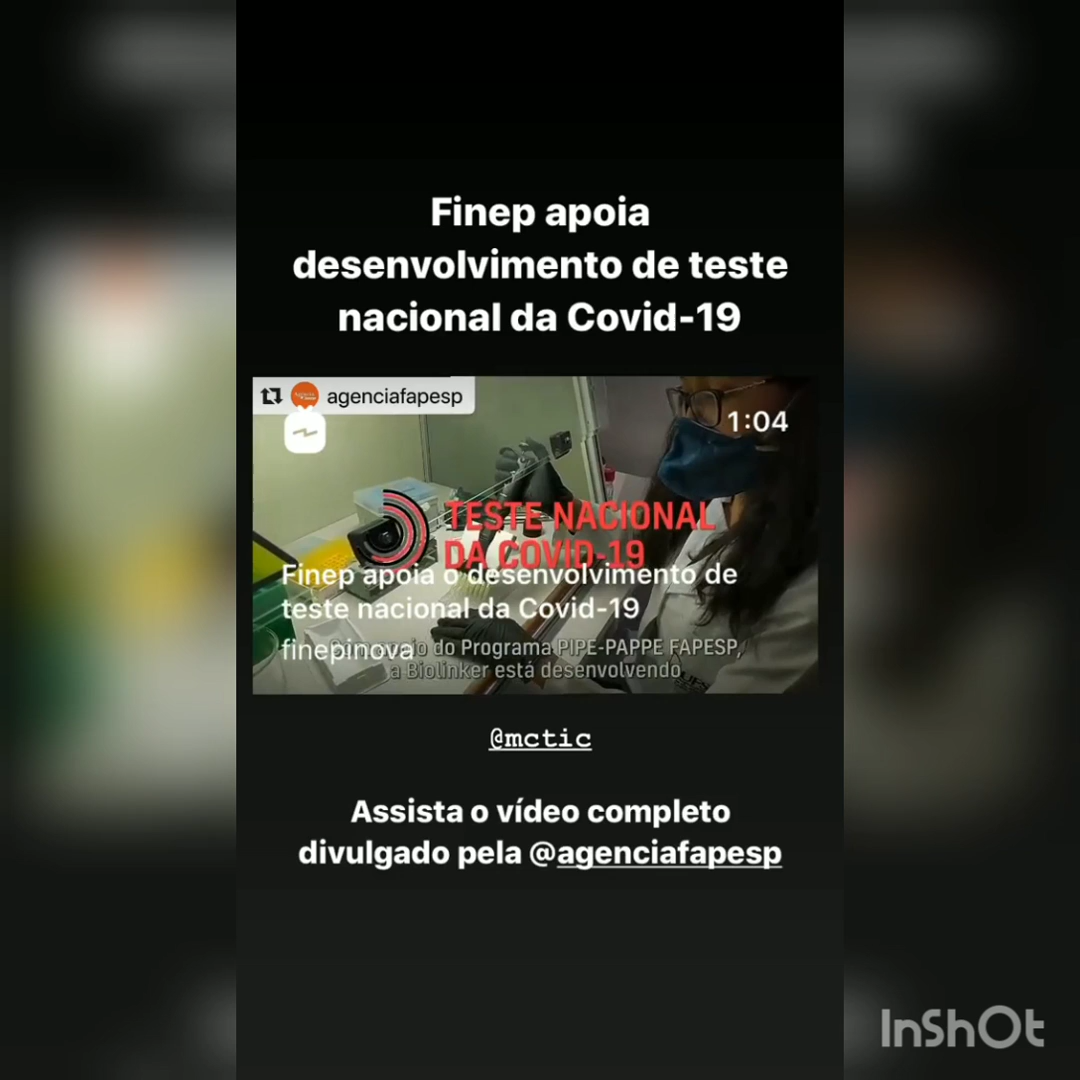 Finep apoia
desenvolvimento de teste
nacional da Covid-19
agenciafapesp
1:04
TESTE NACIONAL
DA COVID-19
Finep apoia o desenvolvimento de
teste nacional da Covid-19
finepinova
apoio do Programa PIPE-PAPPE FAPESP,
a Biolinker está desenvolvendo
@mctic
Assista o vídeo completo
divulgado pela @agenciafapesp
InShOt